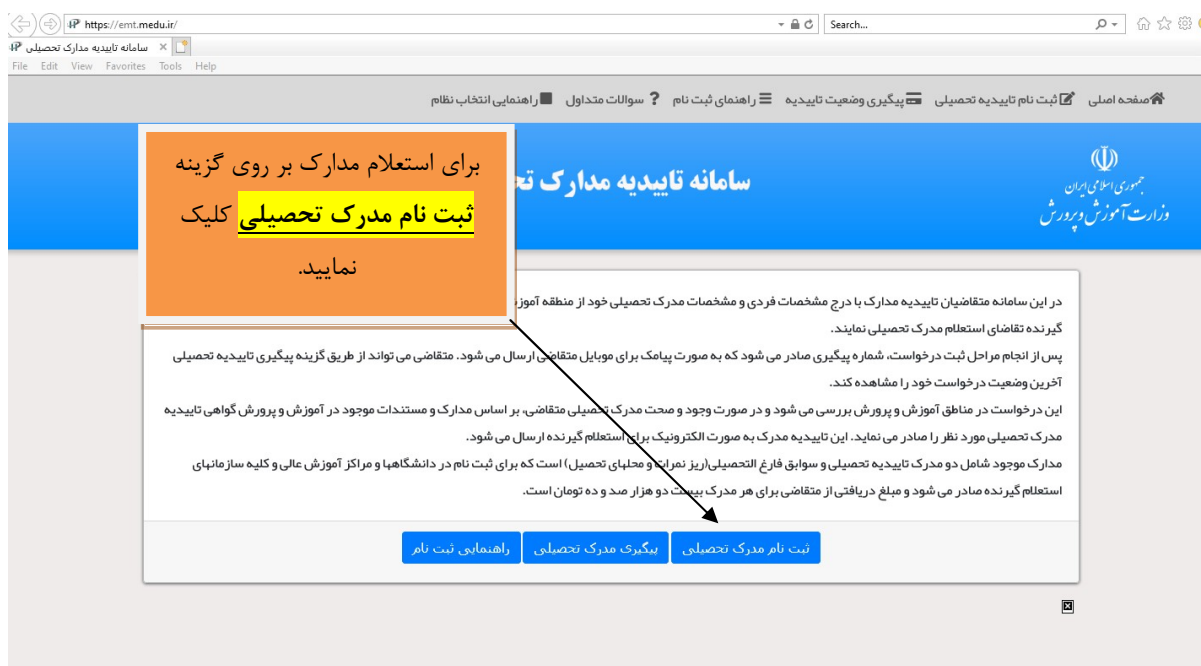 https://emt.medu.ir/
Search...
سامانه تاییدیه مدارک تحصیلی
File Edit View Favorites Tools Help
صفحه اصلی ثبت نام تاییدیه تحصیلی پیگیری وضعیت تاییدیه راهنمای ثبت نام ? سوالات متداول راهنمایی انتخاب نظام
جمهوری اسلامی ایران
وزارت آموزش و پرورش
سامانه تاییدیه مدارک تح
برای استعلام مدارک بر روی گزینه
ثبت نام مدرک تحصیلی کلیک
نمایید.
در این سامانه متقاضیان تاییدیه مدارک با درج مشخصات فردی و مشخصات مدرک تحصیلی خود از منطقه آموز
گیرنده تقاضای استعلام مدرک تحصیلی نمایند.
پس از انجام مراحل ثبت درخواست، شماره پیگیری صادر می شود که به صورت پیامک برای موبایل متقاضی ارسال می شود. متقاضی می تواند از طریق گزینه پیگیری تاییدیه تحصیلی
آخرین وضعیت درخواست خود را مشاهده کند.
این درخواست در مناطق آموزش و پرورش بررسی می شود و در صورت وجود و صحت مدرک تحصیلی متقاضی، بر اساس مدارک و مستندات موجود در آموزش و پرورش گواهی تاییدیه
مدرک تحصیلی مورد نظر را صادر می نماید. این تاییدیه مدرک به صورت الکترونیک برای استعلام گیرنده ارسال می شود.
مدارک موجود شامل دو مدرک تاییدیه تحصیلی و سوابق فارغ التحصیلی(ریز نمرات و محلهای تحصیل) است که برای ثبت نام در دانشگاهها و مراکز آموزش عالی و کلیه سازمانهای
استعلام گیرنده صادر می شود و مبلغ دریافتی از متقاضی برای هر مدرک بیست دو هزار صد و ده تومان است.
ثبت نام مدرک تحصیلی
پیگیری مدرک تحصیلی
راهنمایی ثبت نام